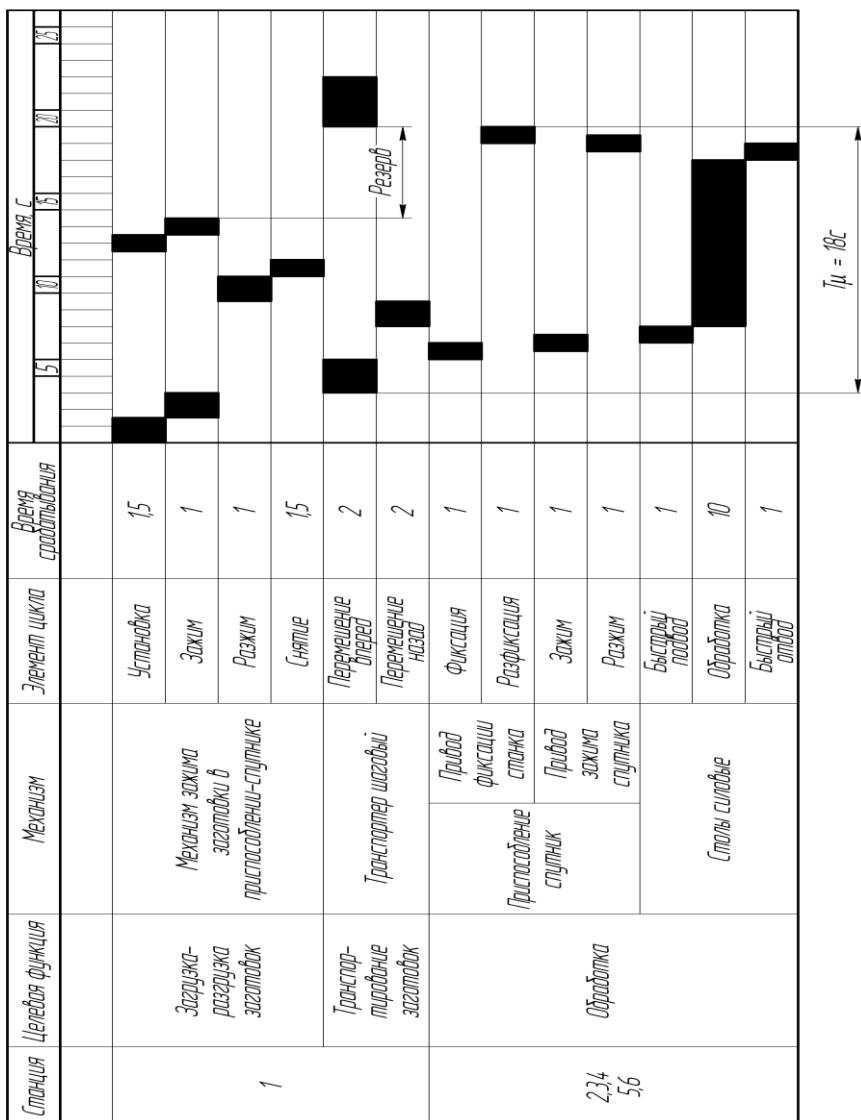 Станция
Целевая функция
Механизм
Элемент цикла
Время
срабатывания
Время, с
5
10
15
20
25
1
Загрузка-
разгрузка
заготовок
Механизм зажима
заготовки в
приспособлении-спутнике
Установка
1,5
Зажим
1
Разжим
1
Снятие
1,5
Транспор-
тирование
заготовок
Транспортер шаговый
Перемещение
вперед
2
Перемещение
назад
2
Резерв
2,3,4
5,6
Обработка
Приспособление
спутник
Привод
фиксации
станка
Фиксация
1
Разфиксация
1
Привод
зажима
спутника
Зажим
1
Разжим
1
Столы силовые
Быстрый
подвод
1
Обработка
10
Быстрый
отвод
1
Тц = 18с